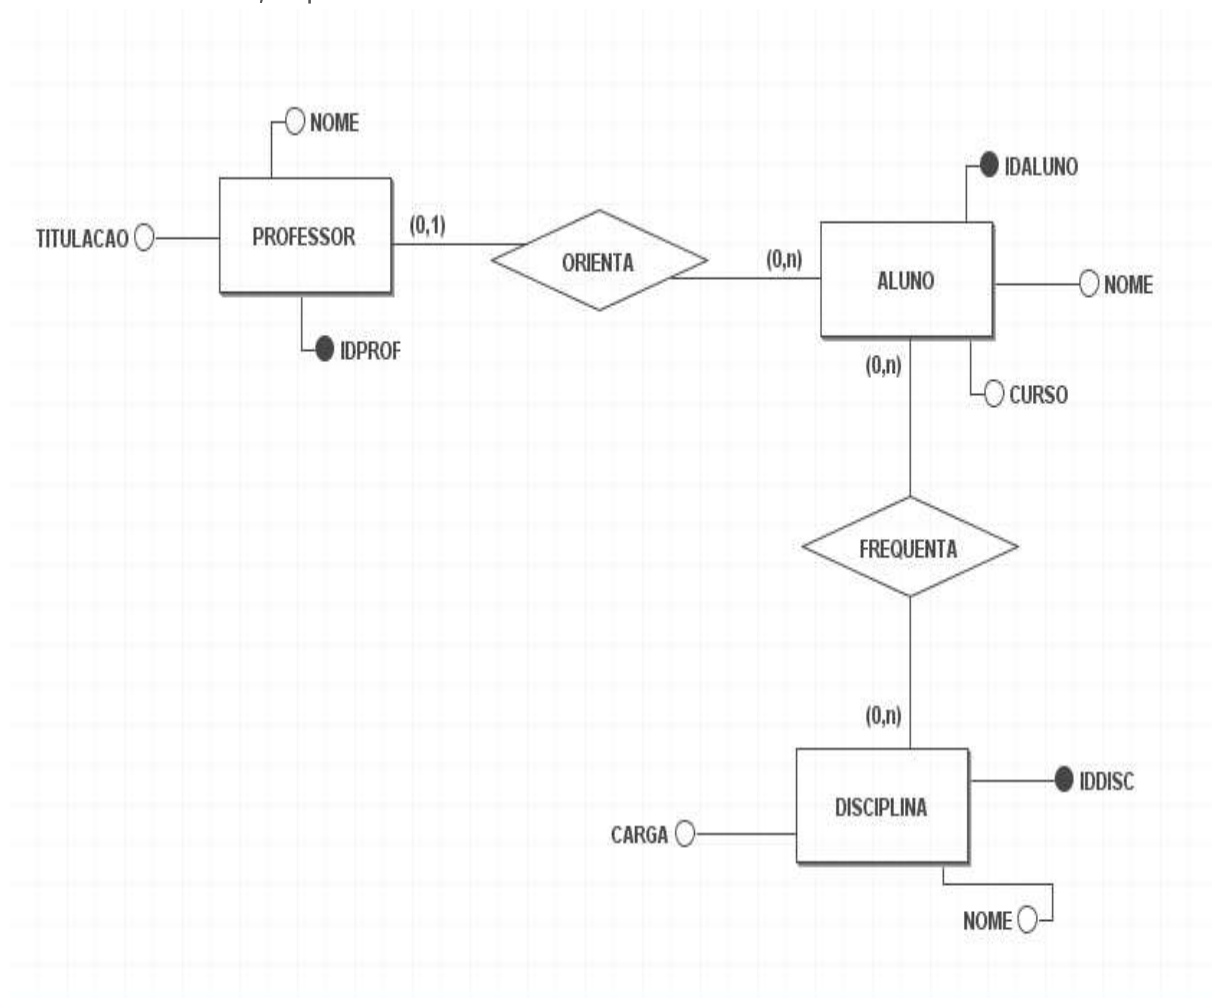 NOME
IDALUNO
TITULACAO
PROFESSOR
(0,1)
ORIENTA
(0,n)
ALUNO
NOME
IDPROF
(0,n)
CURSO
FREQUENTA
(0,n)
IDDISC
DISCIPLINA
CARGA
NOME